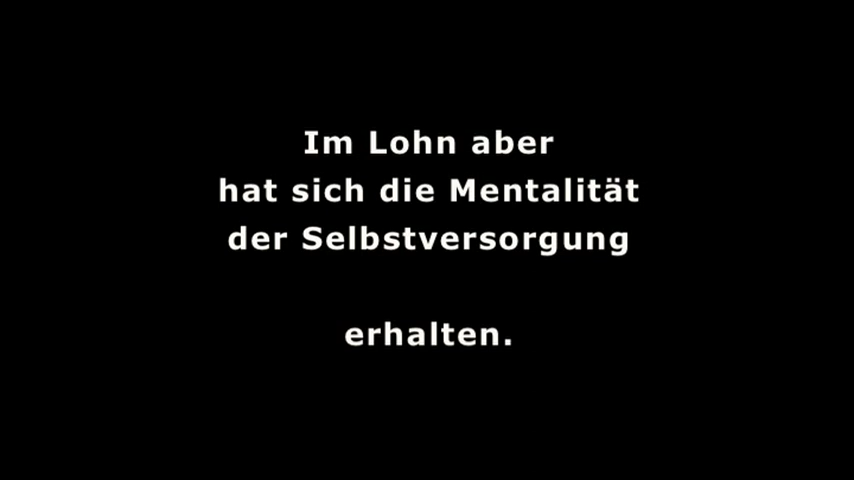 Im Lohn aber
hat sich die Mentalität
der Selbstversorgung
erhalten.